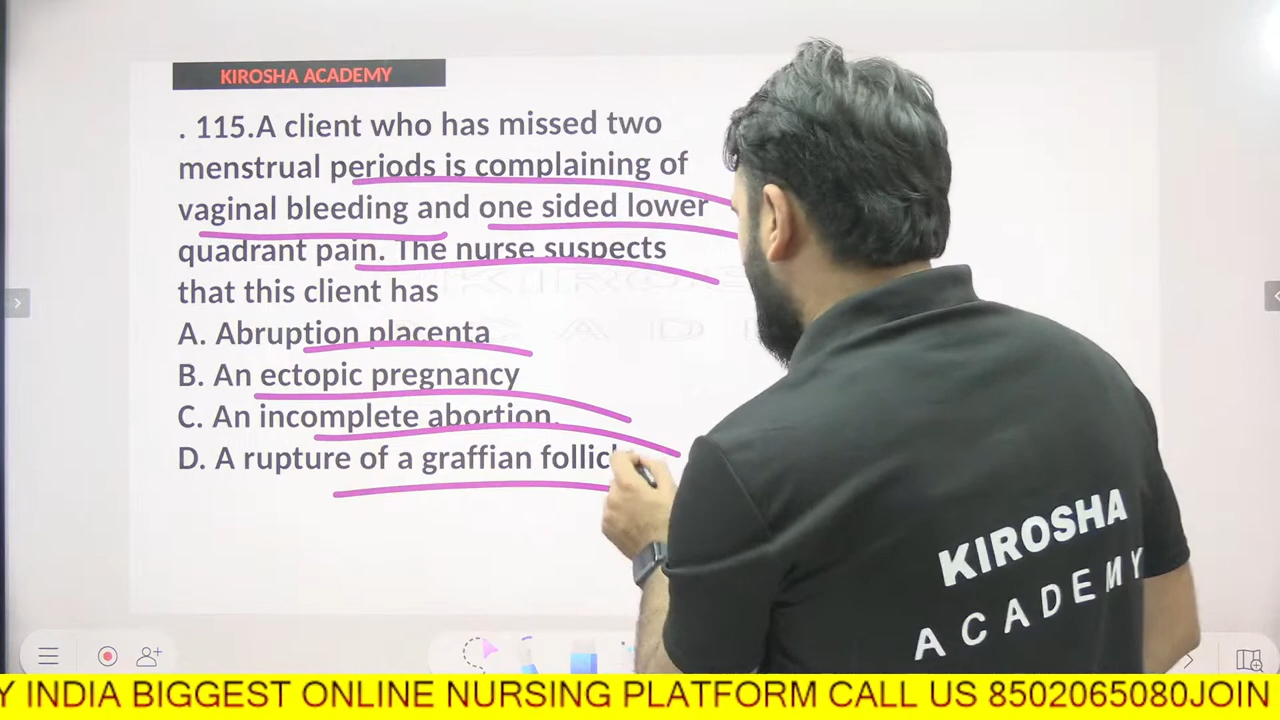 KIROSHA ACADEMY
. 115.A client who has missed two
menstrual periods is complaining of
vaginal bleeding and one sided lower
quadrant pain. The nurse suspects
that this client has
A. Abruption placenta
B. An ectopic pregnancy
C. An incomplete abortion.
D. A rupture of a graffian
KIROSHA
ACADEMY
Y INDIA BIGGEST ONLINE NURSING PLATFORM CALL US 8502065080JOIN